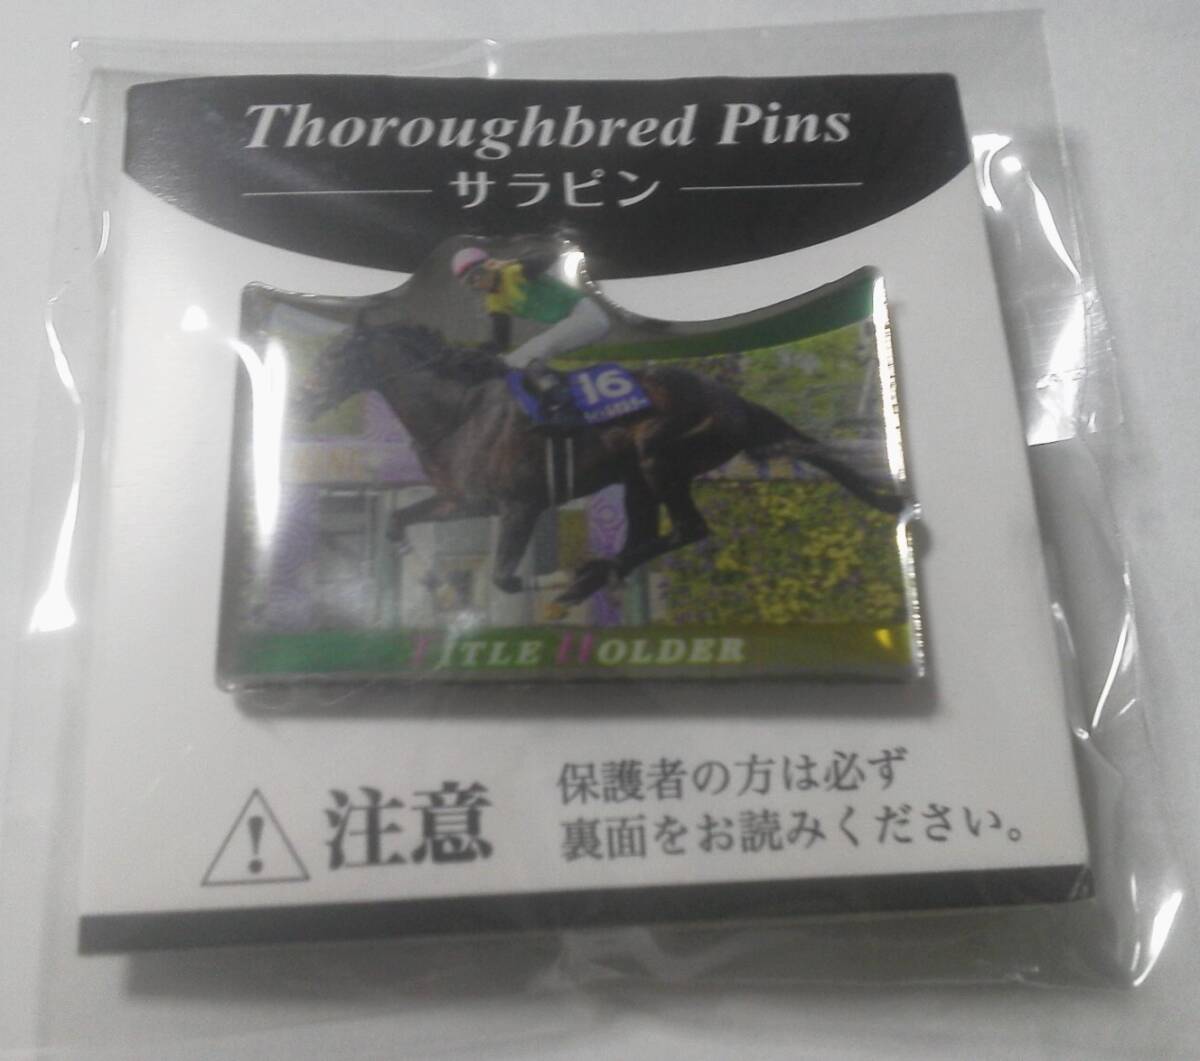 Thoroughbred Pins
サラピン
16
TITLE HOLDER
注意
保護者の方は必ず
裏面をお読みください。